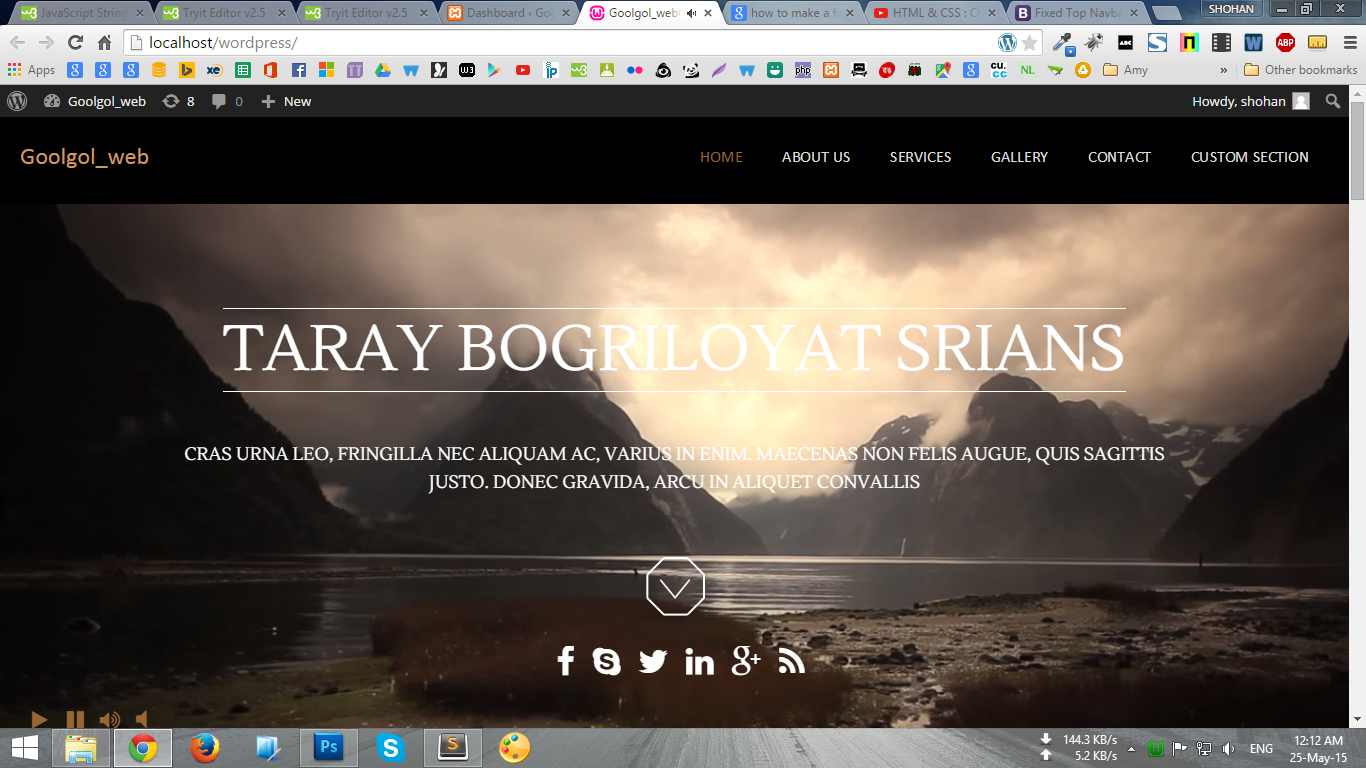 JavaScript String
Tryit Editor v2.5
Tryit Editor v2.5
Dashboard ‹ Goo
Goolgol_web
how to make a f
HTML & CSS : C
Fixed Top Navba
SHOHAN
localhost/wordpress/
Apps
Amy
»
Other bookmarks
Goolgol_web
8
0
New
Howdy, shohan
Goolgol_web
HOME
ABOUT US
SERVICES
GALLERY
CONTACT
CUSTOM SECTION
TARAY BOGRILOYAT SRIANS
CRAS URNA LEO, FRINGILLA NEC ALIQUAM AC, VARIUS IN ENIM. MAECENAS NON FELIS AUGUE, QUIS SAGITTIS
JUSTO. DONEC GRAVIDA, ARCU IN ALIQUET CONVALLIS
144.3 KB/s
5.2 KB/s
ENG
12:12 AM
25-May-15